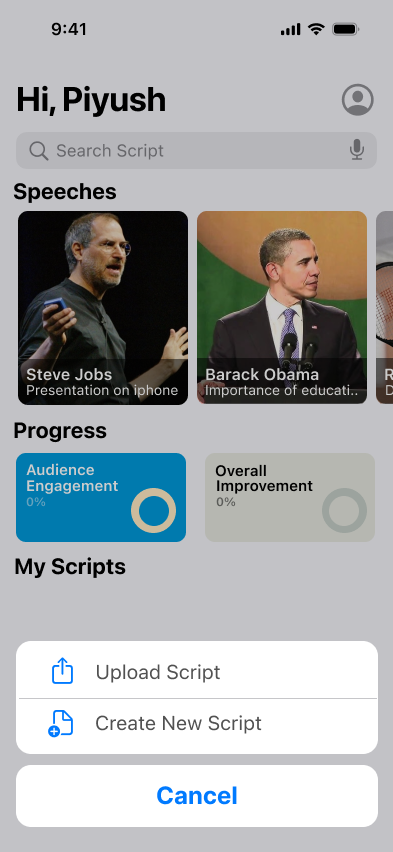 9:41
Hi, Piyush
Search Script
Speeches
Steve Jobs
Presentation on iphone
Barack Obama
Importance of educati..
R
D
Progress
Audience
Engagement
0%
Overall
Improvement
0%
My Scripts
Upload Script
Create New Script
Cancel